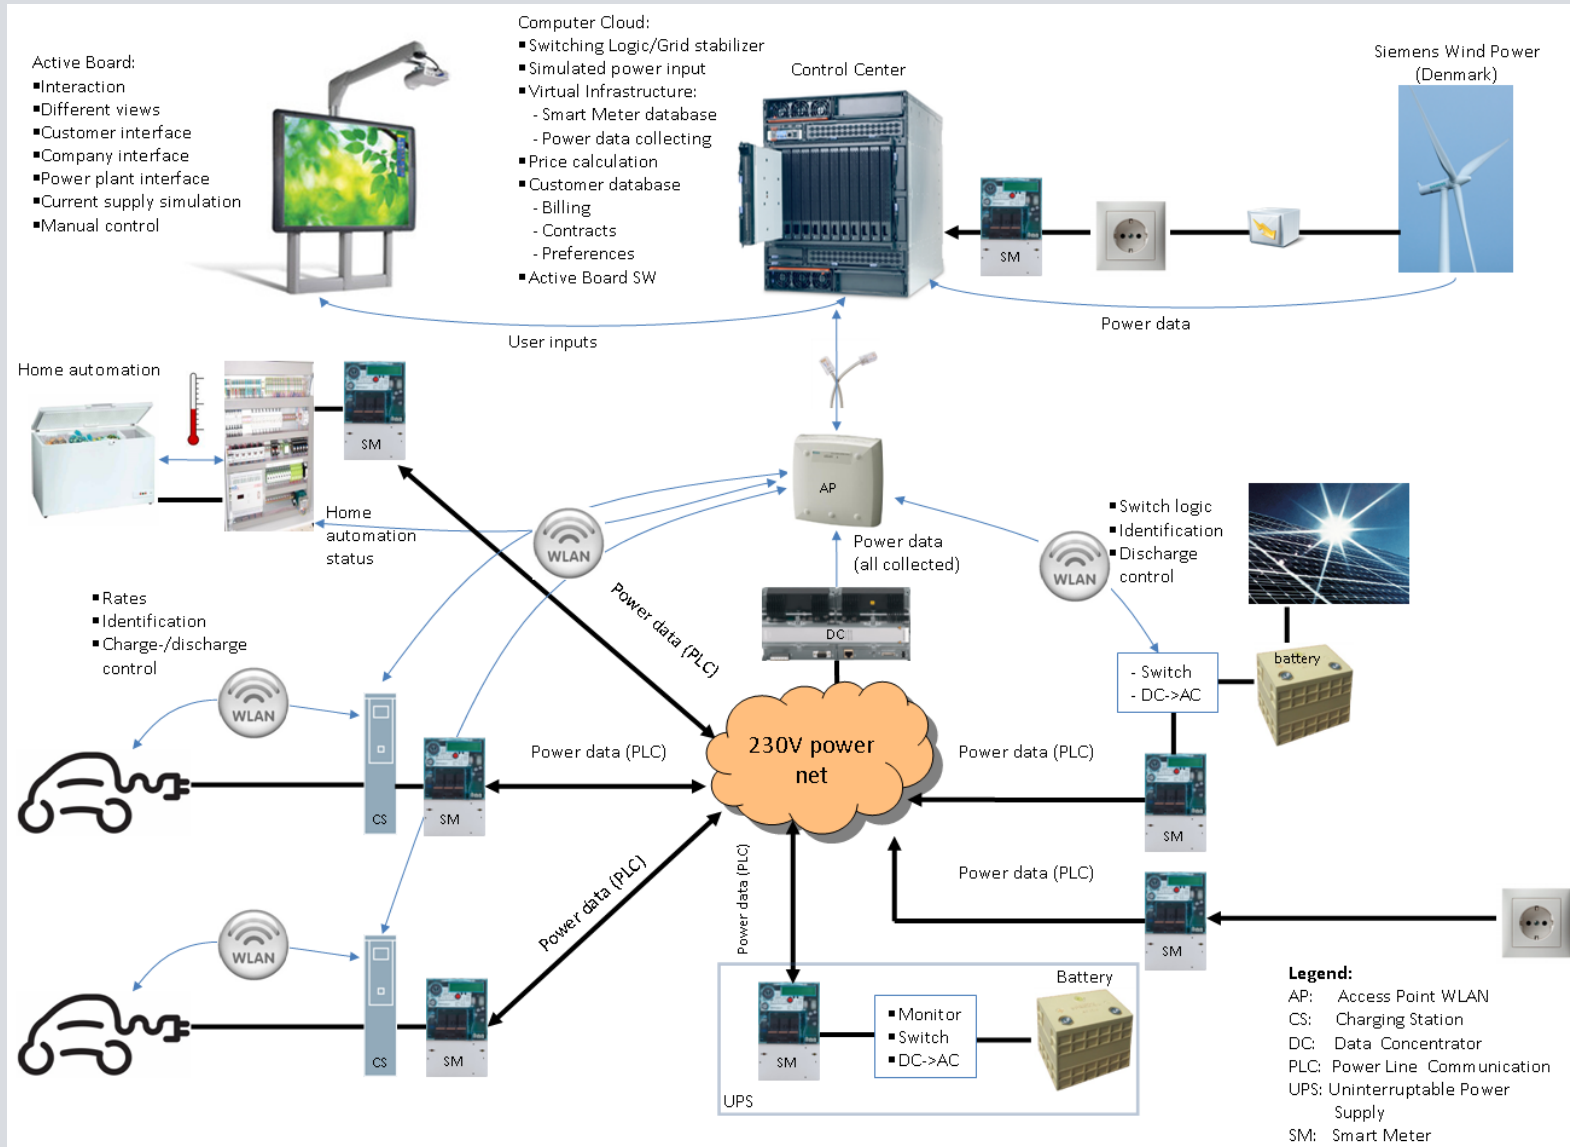 Active Board:
▪Interaction
▪Different views
▪Customer interface
▪Company interface
▪Power plant interface
▪Current supply simulation
▪Manual control
Computer Cloud:
▪Switching Logic/Grid stabilizer
▪Simulated power input
▪Virtual Infrastructure:
- Smart Meter database
- Power data collecting
▪Price calculation
▪Customer database
- Billing
- Contracts
- Preferences
▪Active Board SW
Control Center
Siemens Wind Power
(Denmark)
SM
User inputs
Power data
Home automation
SM
Home
automation
status
WLAN
AP
Power data
(all collected)
WLAN
▪Switch logic
▪Identification
▪Discharge
control
▪Rates
▪Identification
▪Charge-/discharge
control
WLAN
Power data (PLC)
DC
battery
- Switch
- DC->AC
230V power
net
Power data (PLC)
Power data (PLC)
CS
SM
SM
Power data (PLC)
Power data (PLC)
Power data (PLC)
SM
WLAN
CS
SM
Battery
SM
▪Monitor
▪Switch
▪DC->AC
UPS
Legend:
AP: Access Point WLAN
CS: Charging Station
DC: Data Concentrator
PLC: Power Line Communication
UPS: Uninterruptable Power
Supply
SM: Smart Meter